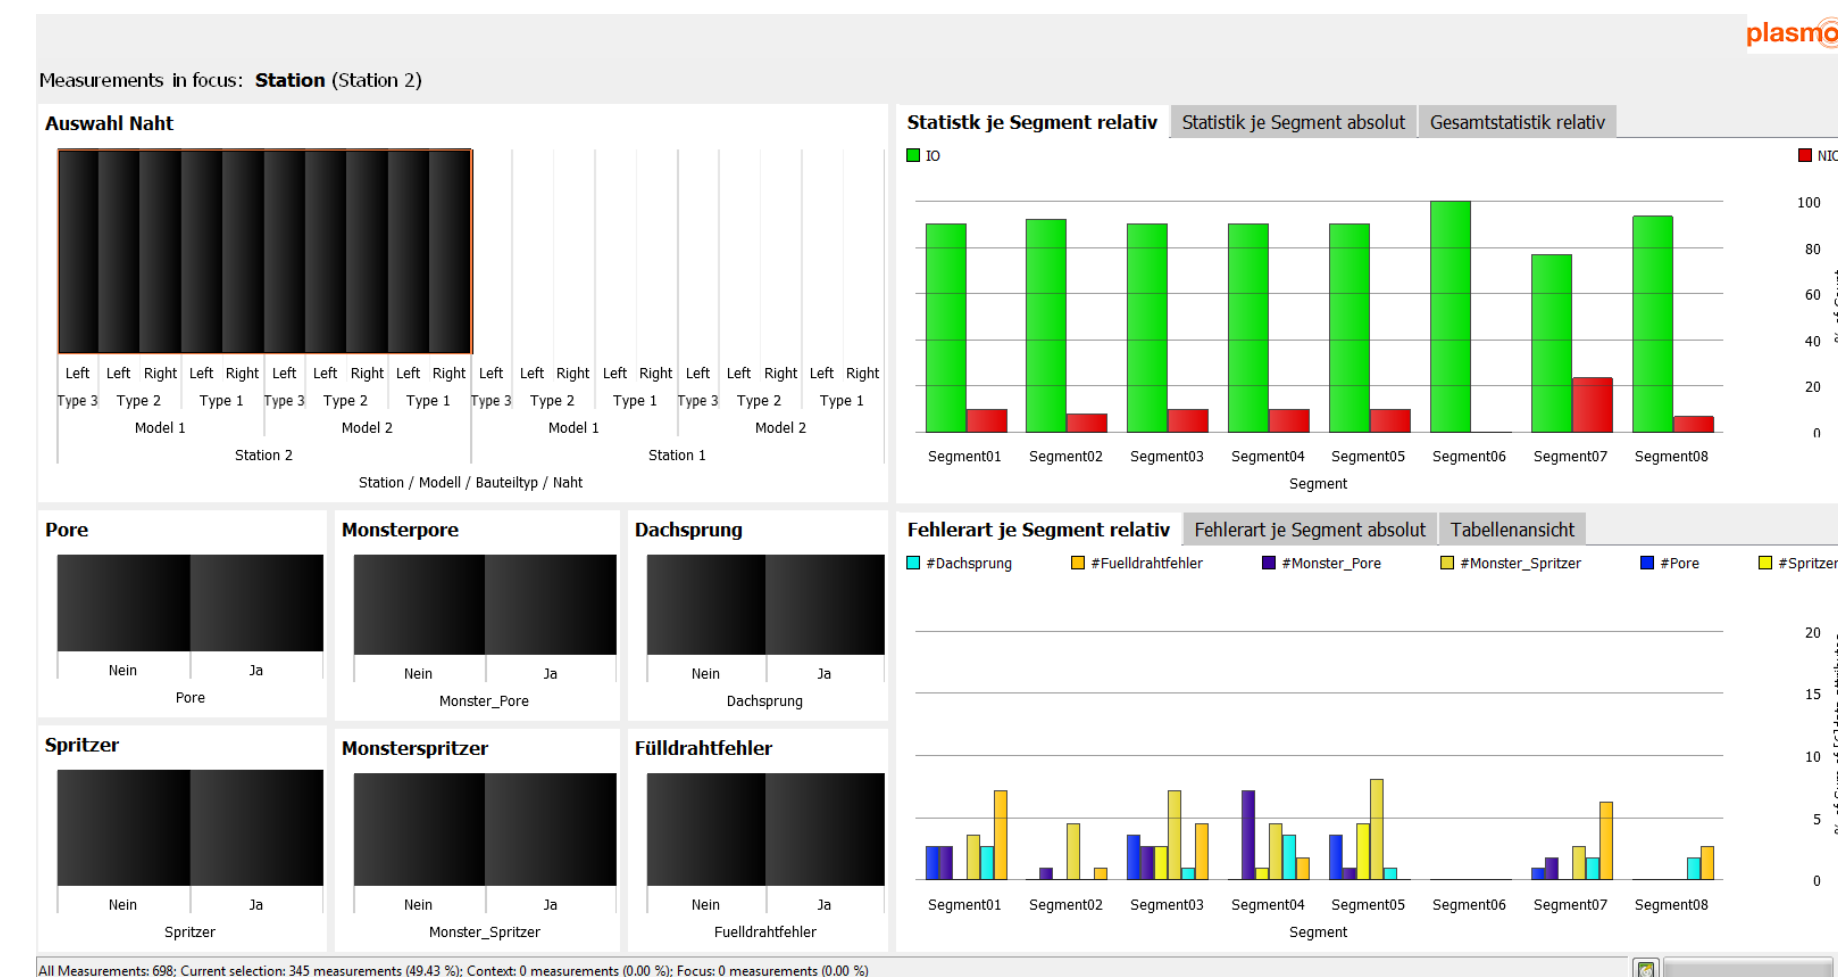 plasmo
Measurements in focus: Station (Station 2)
Auswahl Naht
Left Left Right Left Right Left Left Right Left Right Left Left Right Left Right Left Left Right Left Right
Type 3 Type 2 Type 1 Type 3 Type 2 Type 1 Type 3 Type 2 Type 1 Type 3 Type 2 Type 1
Model 1 Model 2 Model 1 Model 2
Station 2 Station 1
Station / Modell / Bauteiltyp / Naht
Statistk je Segment relativ Statistik je Segment absolut Gesamtstatistik relativ
IO NIO
100
80
60
40
20
0
% of Count
Segment01 Segment02 Segment03 Segment04 Segment05 Segment06 Segment07 Segment08
Segment
Pore
Nein Ja
Pore
Monsterpore
Nein Ja
Monster_Pore
Dachsprung
Nein Ja
Dachsprung
Spritzer
Nein Ja
Spritzer
Monsterspritzer
Nein Ja
Monster_Spritzer
Fülldrahtfehler
Nein Ja
Fuelldrahtfehler
Fehlerart je Segment relativ Fehlerart je Segment absolut Tabellenansicht
#Dachsprung #Fuelldrahtfehler #Monster_Pore #Monster_Spritzer #Pore #Spritzer
20
15
10
5
0
Segment01 Segment02 Segment03 Segment04 Segment05 Segment06 Segment07 Segment08
Segment
All Measurements: 698; Current selection: 345 measurements (49.43 %); Context: 0 measurements (0.00 %); Focus: 0 measurements (0.00 %)